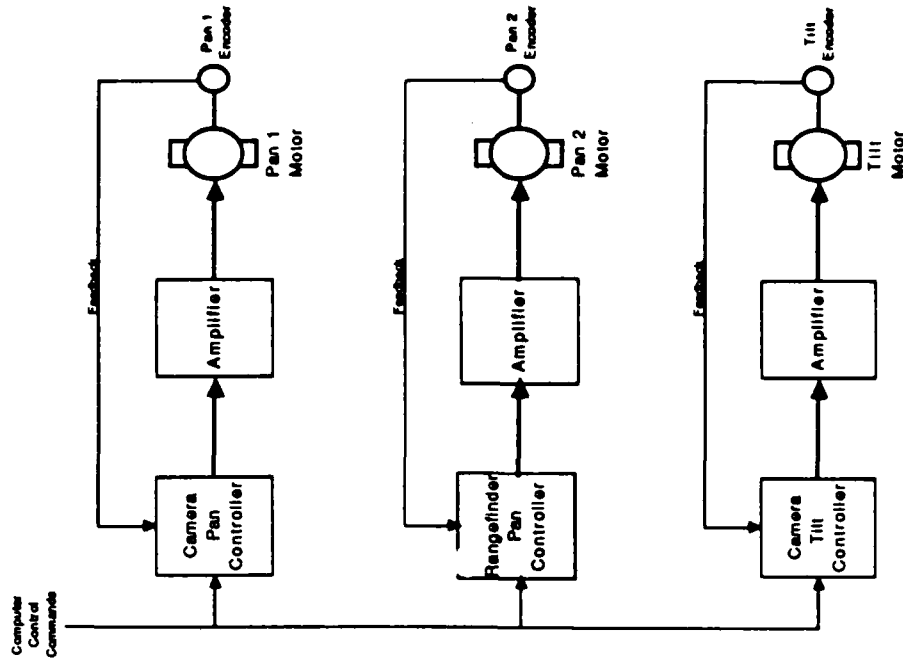 Computer
Control
Commands
Camera
Pan
Controller
Amplifier
Feedback
Pan 1
Motor
Pan 1
Encoder
Rangefinder
Pan
Controller
Amplifier
Feedback
Pan 2
Motor
Pan 2
Encoder
Camera
Tilt
Controller
Amplifier
Feedback
Tilt
Motor
Tilt
Encoder